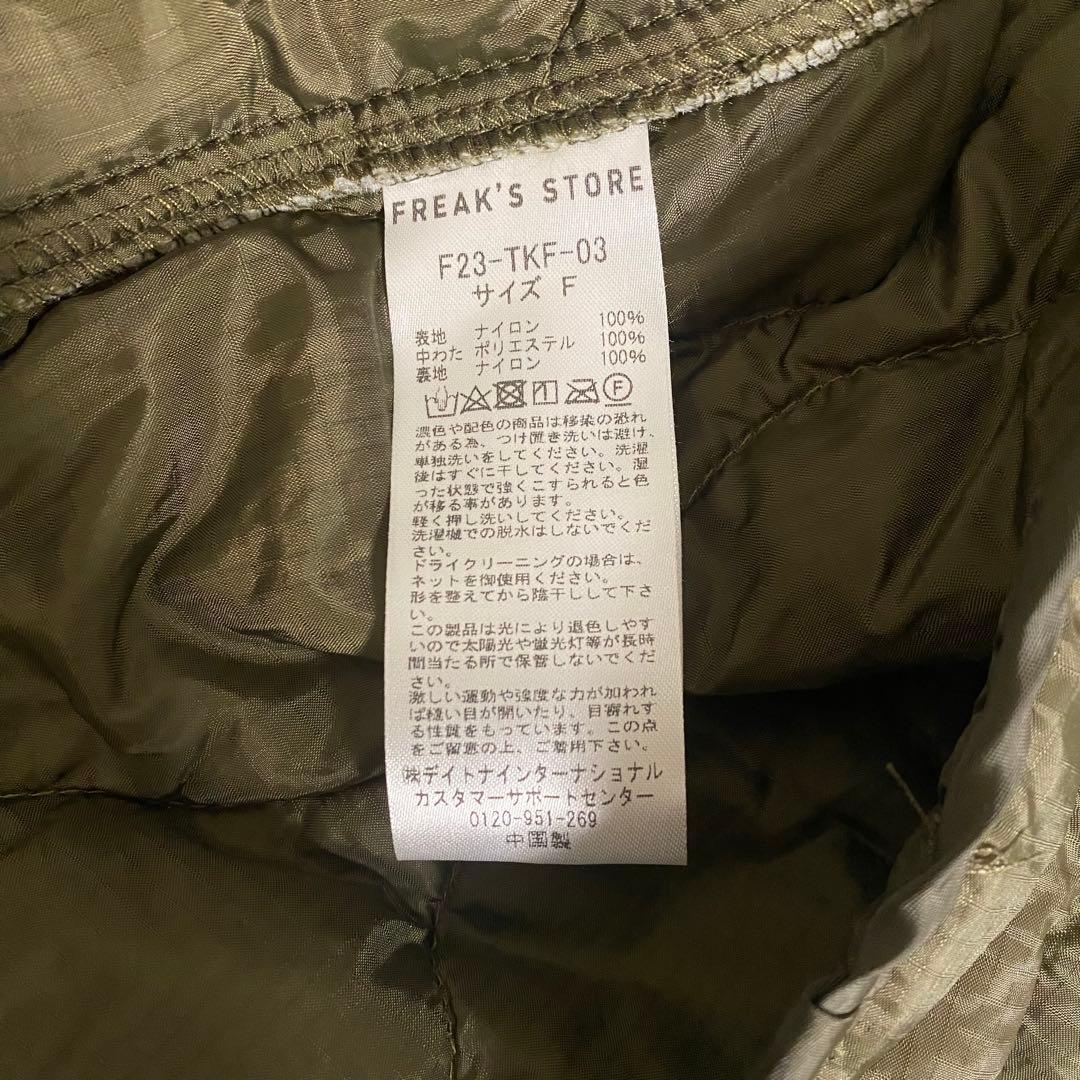 FREAK'S STORE
F23-TKF-03
サイズ F
表地 ナイロン 100%
中わた ポリエステル 100%
裏地 ナイロン 100%
F
濃色や配色の商品は移染の恐れ
がある為、つけ置き洗いは避け、
単独洗いをしてください。洗濯
後はすぐに干してください。湿
った状態で強くこすられると色
が移る事があります。
軽く押し洗いしてください。
洗濯機での脱水はしないでくだ
さい。
ドライクリーニングの場合は、
ネットを御使用ください。
形を整えてから陰干しして下さ
い。
この製品は光により退色しやす
いので太陽光や蛍光灯等が長時
間当たる所で保管しないでくだ
さい。
激しい運動や強度な力が加われ
ば縫い目が開いたり、目寄れす
る性質をもっています。この点
をご留意の上、ご着用下さい。
㈱デイトナインターナショナル
カスタマーサポートセンター
0120-951-269
中国製